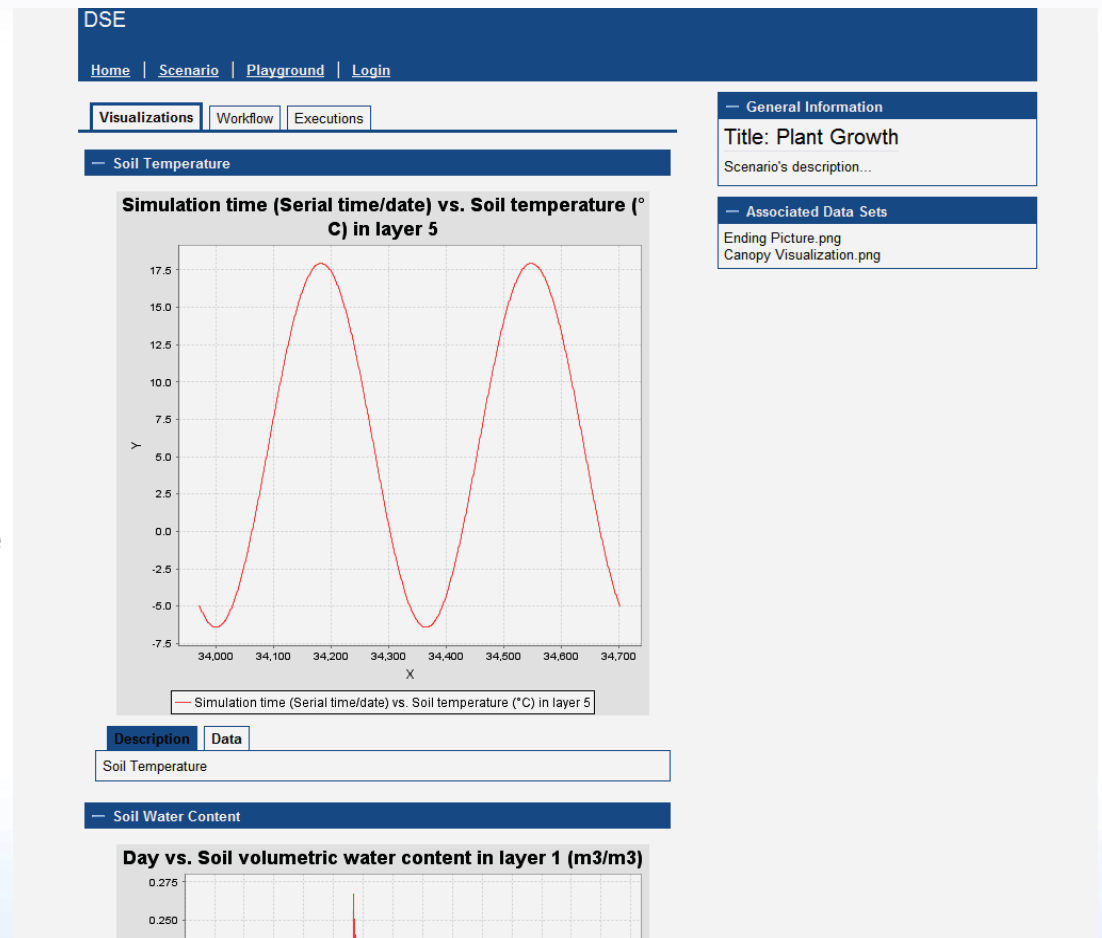 DSE
Home | Scenario | Playground | Login
Visualizations Workflow Executions
— Soil Temperature
Simulation time (Serial time/date) vs. Soil temperature (°
C) in layer 5
17.5
15.0
12.5
10.0
7.5
Y
5.0
2.5
0.0
-2.5
-5.0
-7.5
34,000 34,100 34,200 34,300 34,400 34,500 34,600 34,700
X
— Simulation time (Serial time/date) vs. Soil temperature (°C) in layer 5
Description Data
Soil Temperature
— Soil Water Content
Day vs. Soil volumetric water content in layer 1 (m3/m3)
0.275
0.250
— General Information
Title: Plant Growth
Scenario's description...
— Associated Data Sets
Ending Picture.png
Canopy Visualization.png